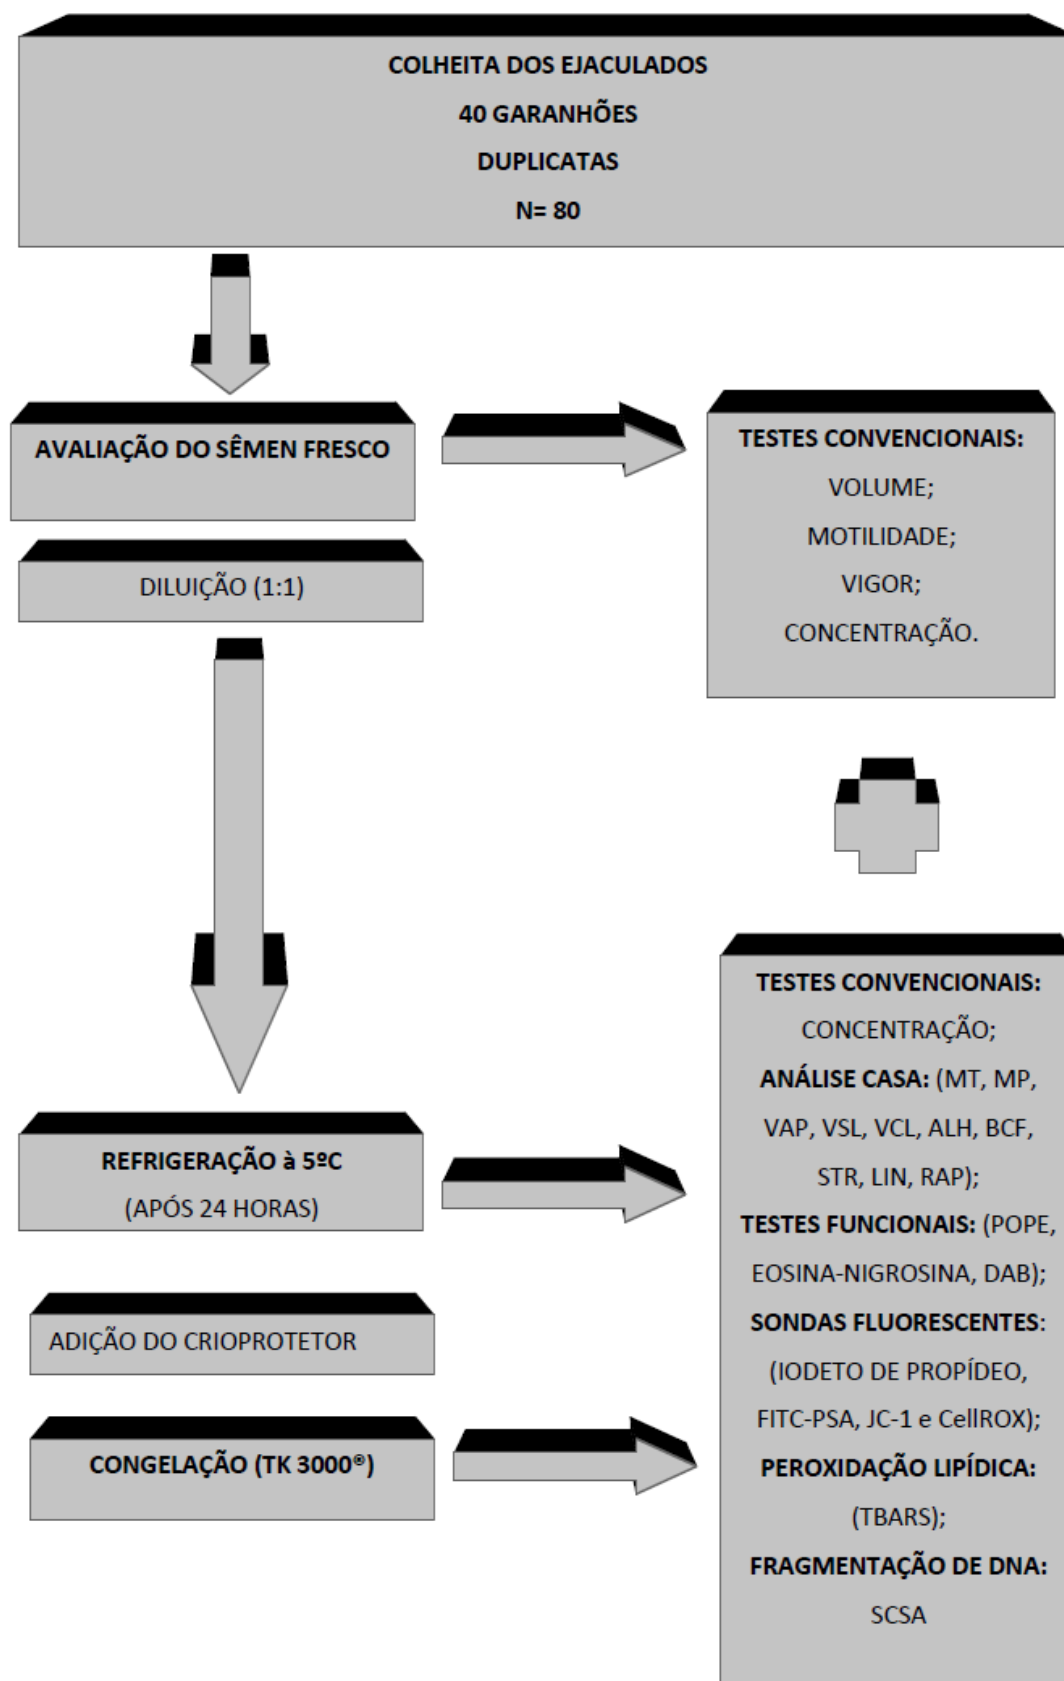 COLHEITA DOS EJACULADOS
40 GARANHÕES
DUPLICATAS
N= 80
AVALIAÇÃO DO SÊMEN FRESCO
DILUIÇÃO (1:1)
TESTES CONVENCIONAIS:
VOLUME;
MOTILIDADE;
VIGOR;
CONCENTRAÇÃO.
REFRIGERAÇÃO à 5ºC
(APÓS 24 HORAS)
ADIÇÃO DO CRIOPROTETOR
CONGELAÇÃO (TK 3000®)
TESTES CONVENCIONAIS:
CONCENTRAÇÃO;
ANÁLISE CASA: (MT, MP,
VAP, VSL, VCL, ALH, BCF,
STR, LIN, RAP);
TESTES FUNCIONAIS: (POPE,
EOSINA-NIGROSINA, DAB);
SONDAS FLUORESCENTES:
(IODETO DE PROPÍDEO,
FITC-PSA, JC-1 e CellROX);
PEROXIDAÇÃO LIPÍDICA:
(TBARS);
FRAGMENTAÇÃO DE DNA:
SCSA